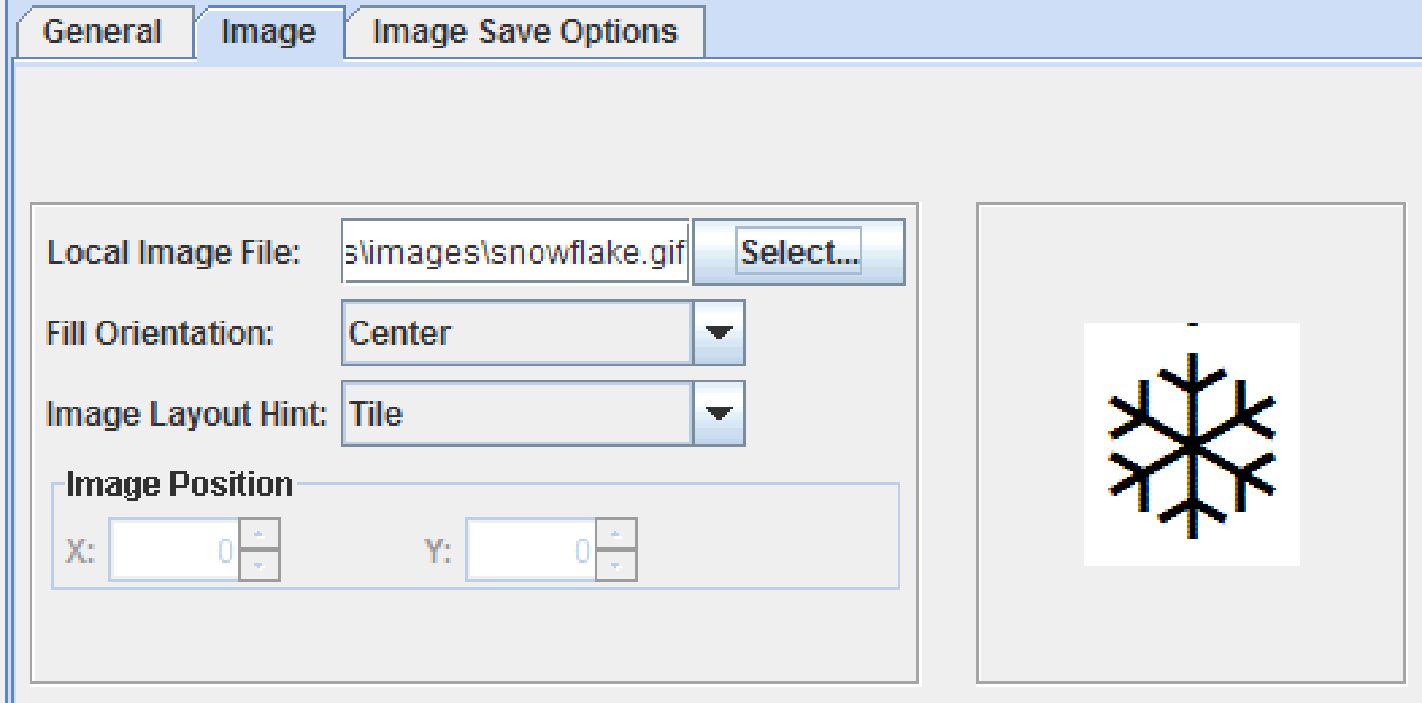 General Image Image Save Options
Local Image File: s\images\snowflake.gif Select...
Fill Orientation: Center
Image Layout Hint: Tile
Image Position
X: 0 Y: 0